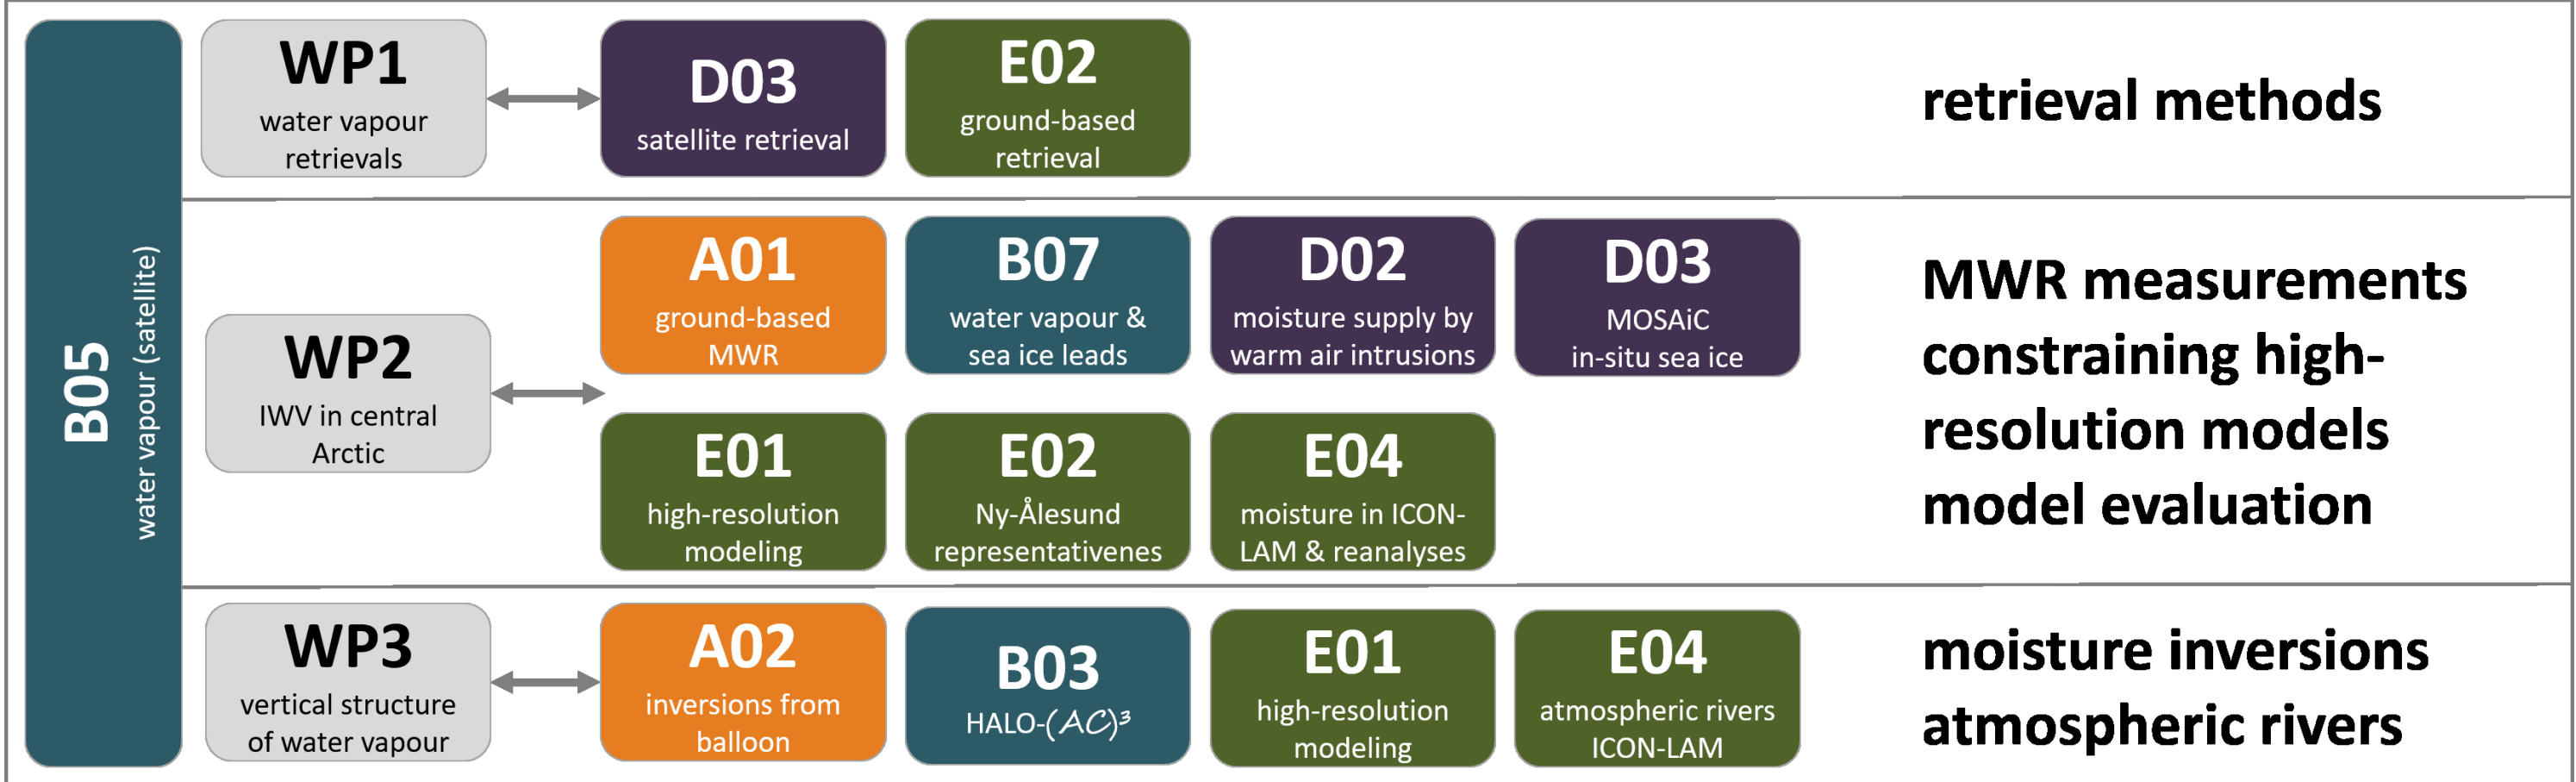 B05
water vapour (satellite)
WP1
water vapour
retrievals
D03
satellite retrieval
E02
ground-based
retrieval
retrieval methods
WP2
IWV in central
Arctic
A01
ground-based
MWR
B07
water vapour &
sea ice leads
D02
moisture supply by
warm air intrusions
D03
MOSAiC
in-situ sea ice
E01
high-resolution
modeling
E02
Ny-Ålesund
representativenes
E04
moisture in ICON-
LAM & reanalyses
MWR measurements
constraining high-
resolution models
model evaluation
WP3
vertical structure
of water vapour
A02
inversions from
balloon
B03
HALO-(AC)³
E01
high-resolution
modeling
E04
atmospheric rivers
ICON-LAM
moisture inversions
atmospheric rivers